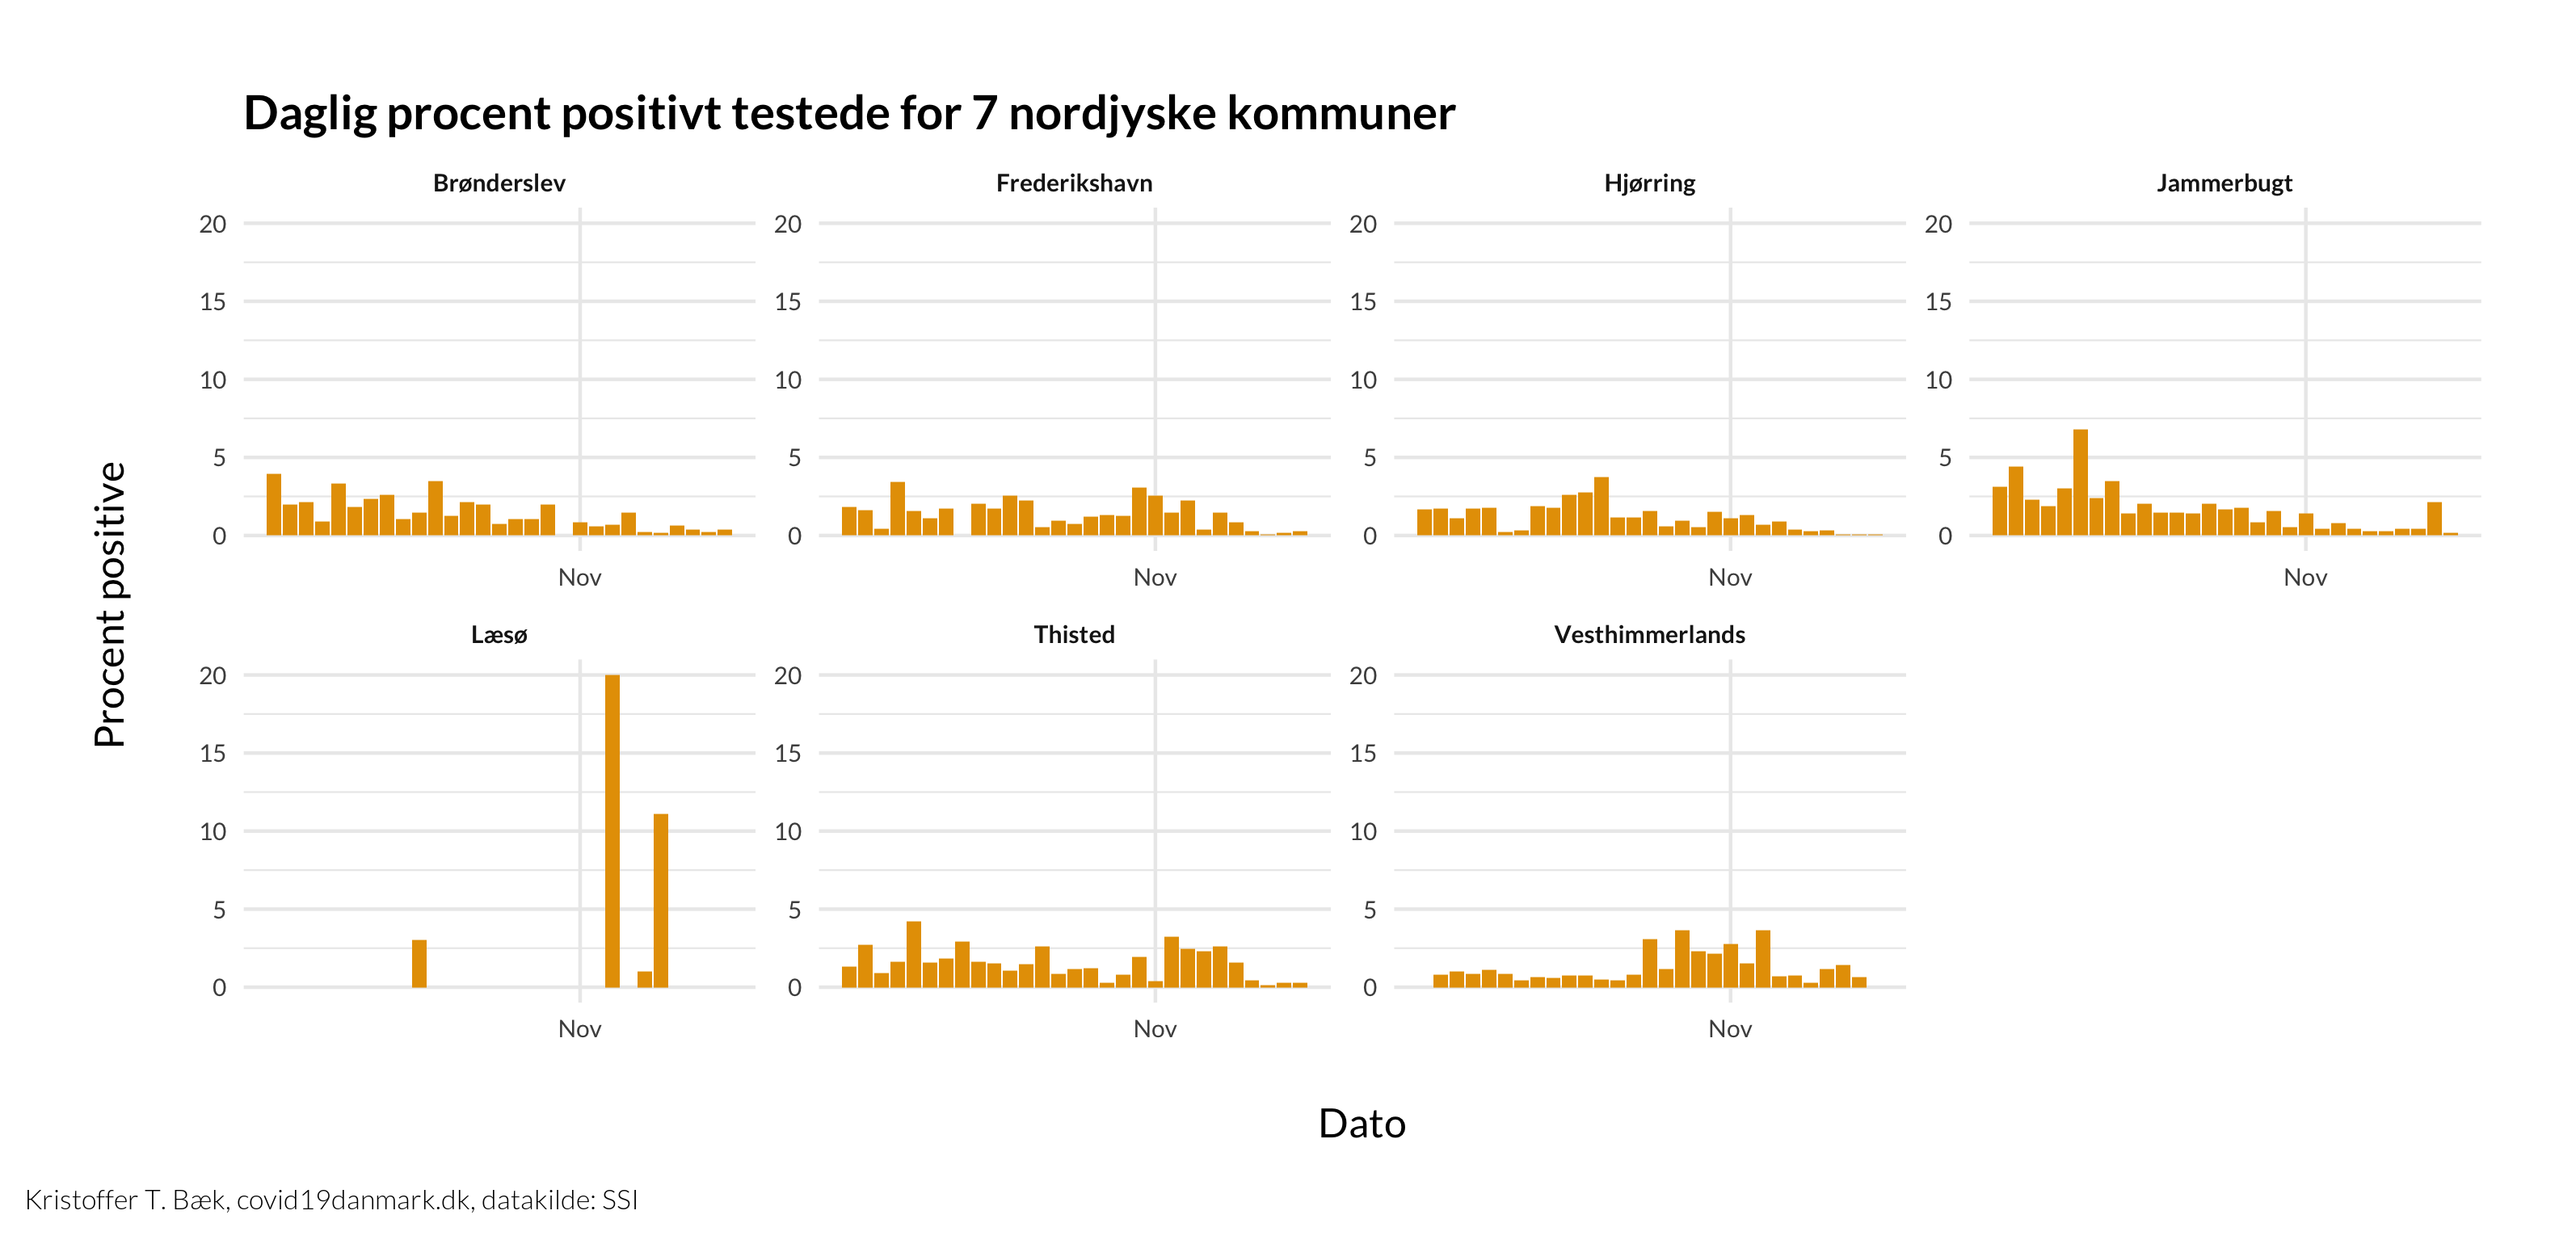 Daglig procent positivt testede for 7 nordjyske kommuner
Brønderslev Frederikshavn Hjørring Jammerbugt
20 20 20 20
15 15 15 15
10 10 10 10
5 5 5 5
0 0 0 0
Nov Nov Nov Nov
Procent positive
Læsø Thisted Vesthimmerlands
20 20 20
15 15 15
10 10 10
5 5 5
0 0 0
Nov Nov Nov
Dato
Kristoffer T. Bæk, covid19danmark.dk, datakilde: SSI